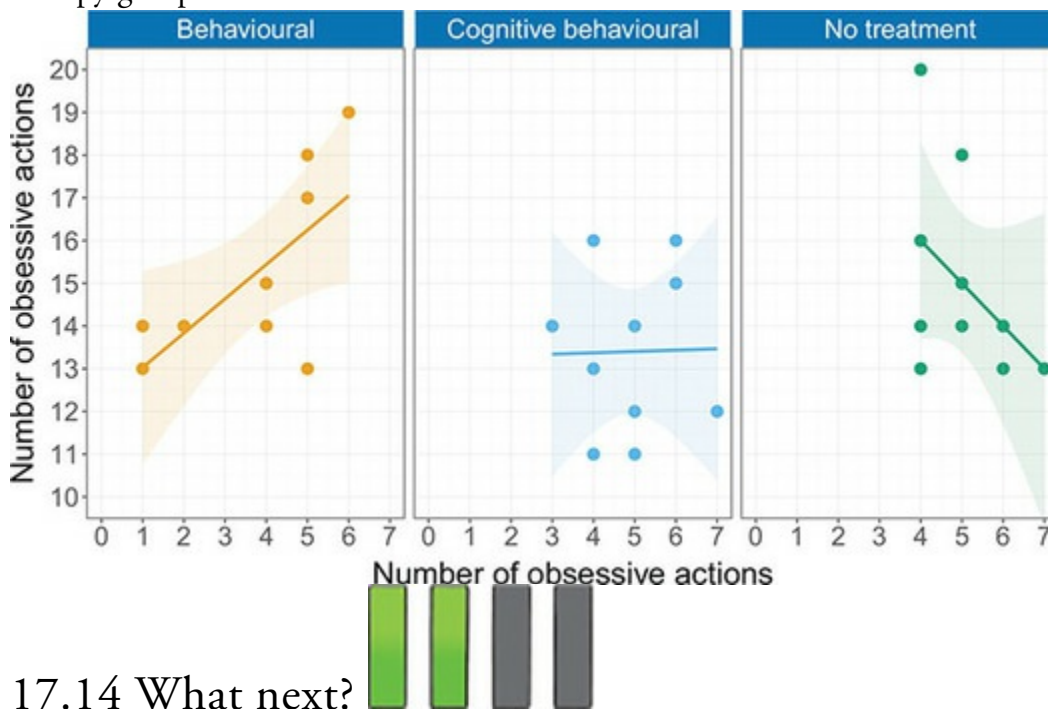 Behavioural Cognitive behavioural No treatment
20
19
18
17
16
15
14
13
12
11
10
Number of obsessive actions
0 1 2 3 4 5 6 7 0 1 2 3 4 5 6 7 0 1 2 3 4 5 6 7
Number of obsessive actions
17.14 What next?